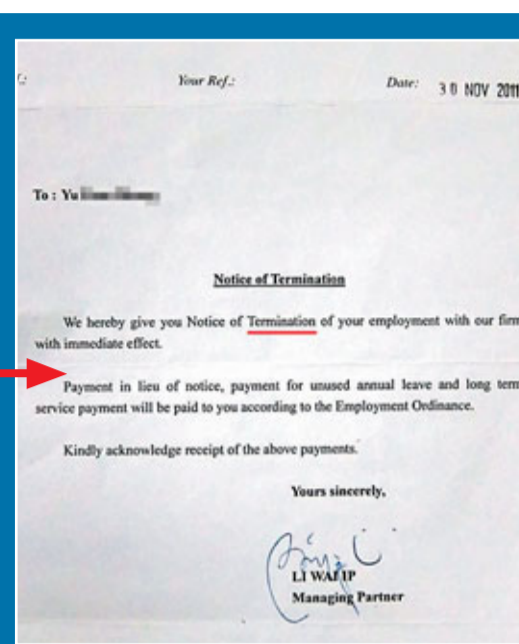 Your Ref.: Date: 30 NOV 2011
To : Yu
Notice of Termination
We hereby give you Notice of Termination of your employment with our firm
with immediate effect.
Payment in lieu of notice, payment for unused annual leave and long term
service payment will be paid to you according to the Employment Ordinance.
Kindly acknowledge receipt of the above payments.
Yours sincerely,
LI WAI IP
Managing Partner